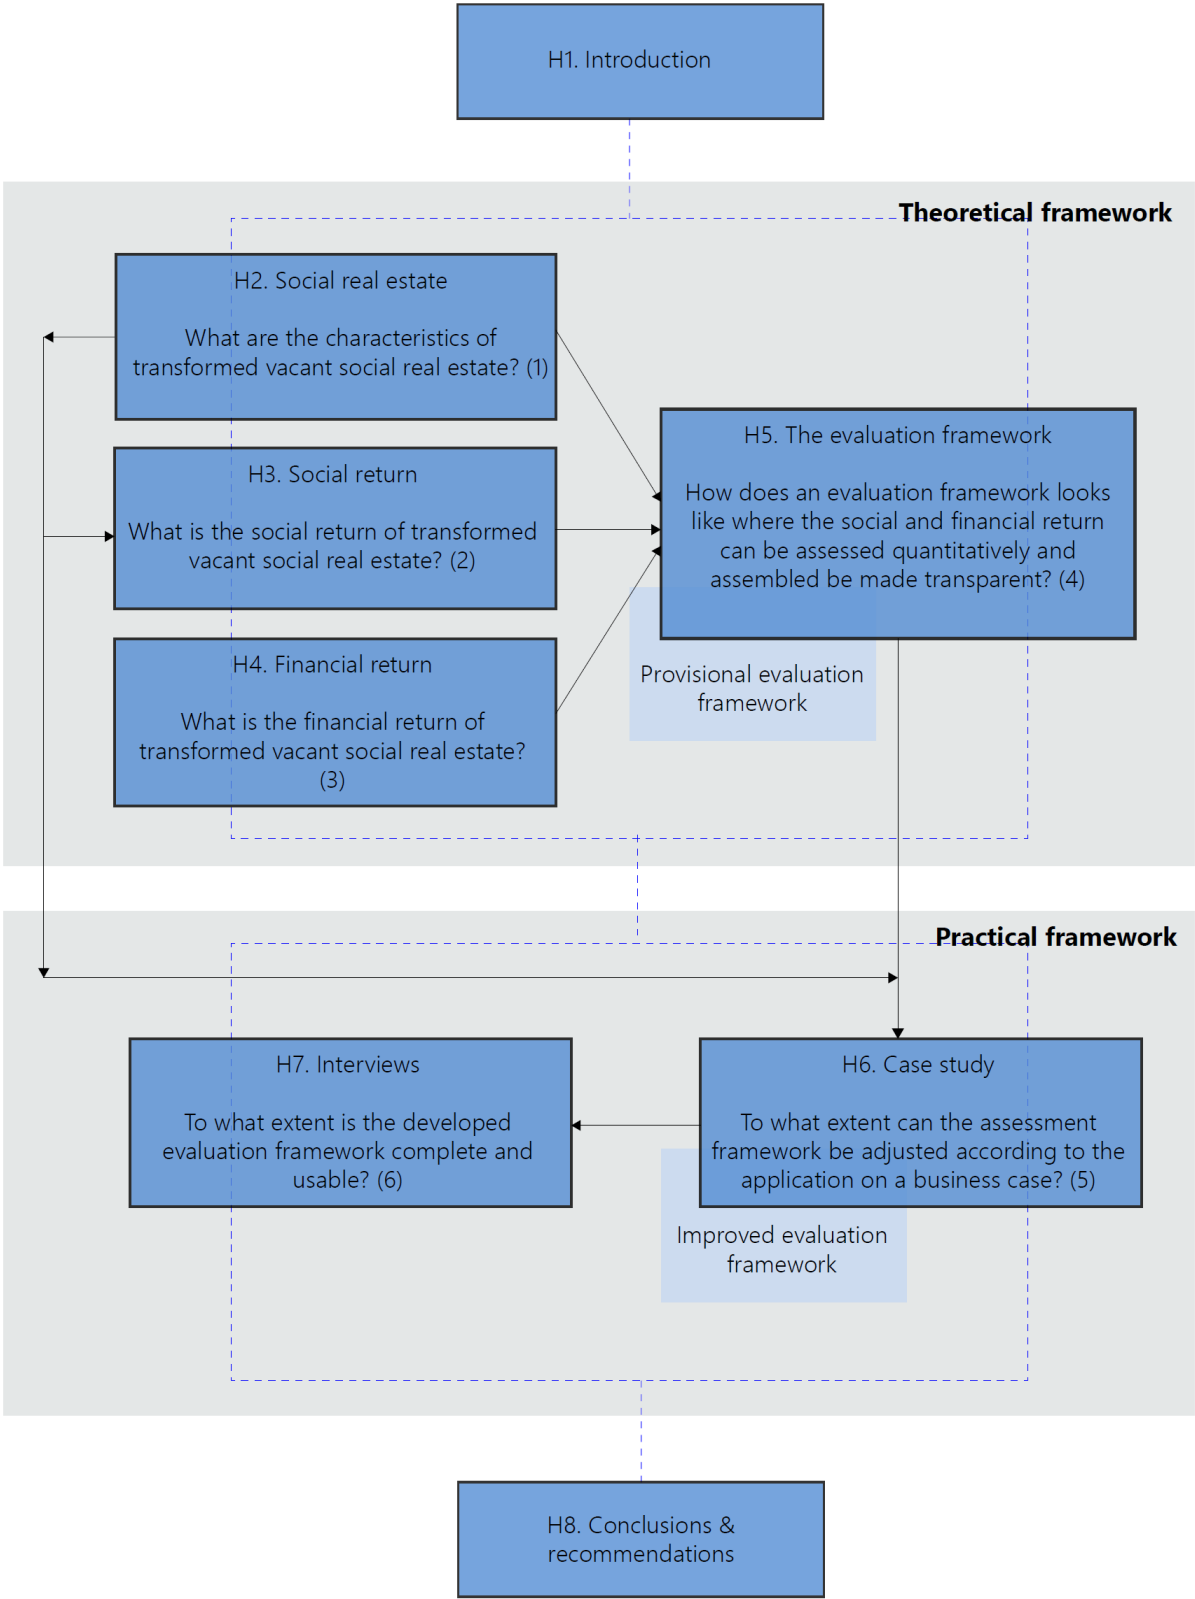 H1. Introduction
Theoretical framework
H2. Social real estate
What are the characteristics of
transformed vacant social real estate? (1)
H3. Social return
What is the social return of transformed
vacant social real estate? (2)
H4. Financial return
What is the financial return of
transformed vacant social real estate?
(3)
H5. The evaluation framework
How does an evaluation framework looks
like where the social and financial return
can be assessed quantitatively and
assembled be made transparent? (4)
Provisional evaluation
framework
Practical framework
H7. Interviews
To what extent is the developed
evaluation framework complete and
usable? (6)
H6. Case study
To what extent can the assessment
framework be adjusted according to the
application on a business case? (5)
Improved evaluation
framework
H8. Conclusions &
recommendations